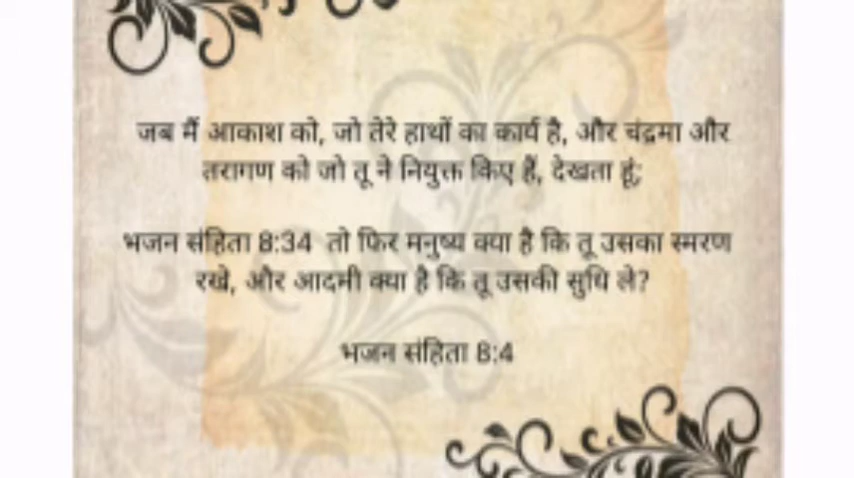 जब मैं आकाश को, जो तेरे हाथों का कार्य है, और चंद्रमा और
तरागण को जो तू ने नियुक्त किए हैं, देखता हूं;
भजन संहिता 8:34 तो फिर मनुष्य क्या है कि तू उसका स्मरण
रखे, और आदमी क्या है कि तू उसकी सुधि ले?
भजन संहिता 8:4